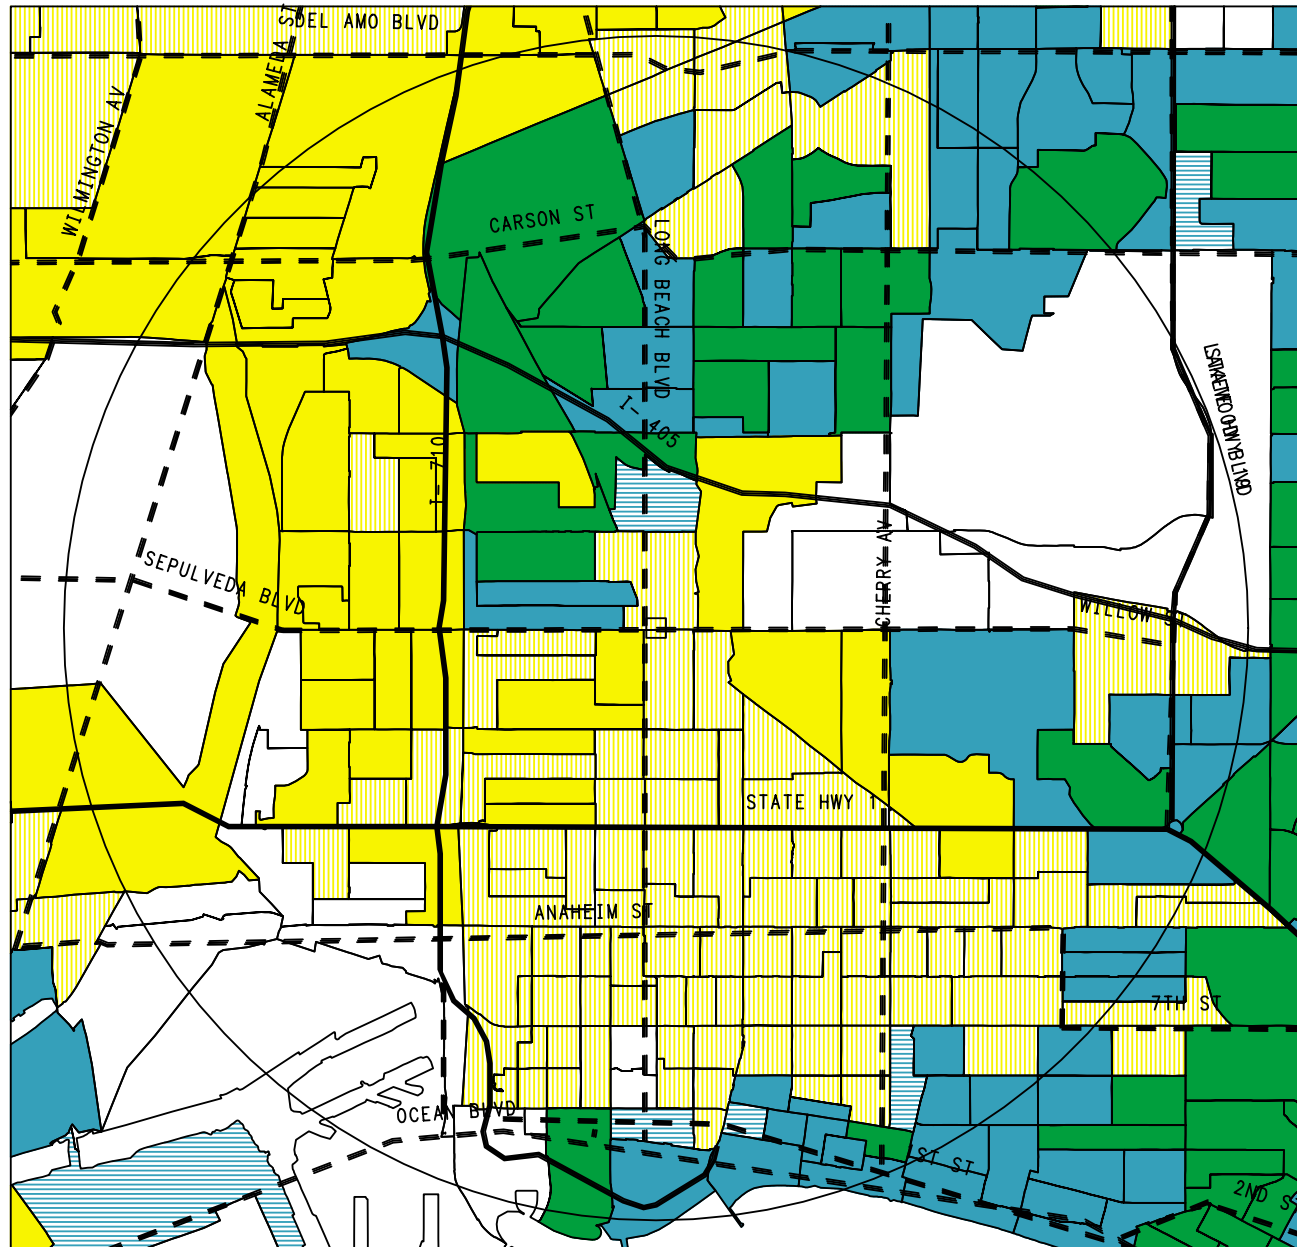 DEL AMO BLVD
ALAMEDA ST
WILMINGTON AV
CARSON ST
LONG BEACH BLVD
I- 405
I- 710
CHERRY AV
SEPULVEDA BLVD
WILLOW ST
STATE HWY 1
ANAHEIM ST
7TH ST
OCEAN BLVD
ST ST
2ND S